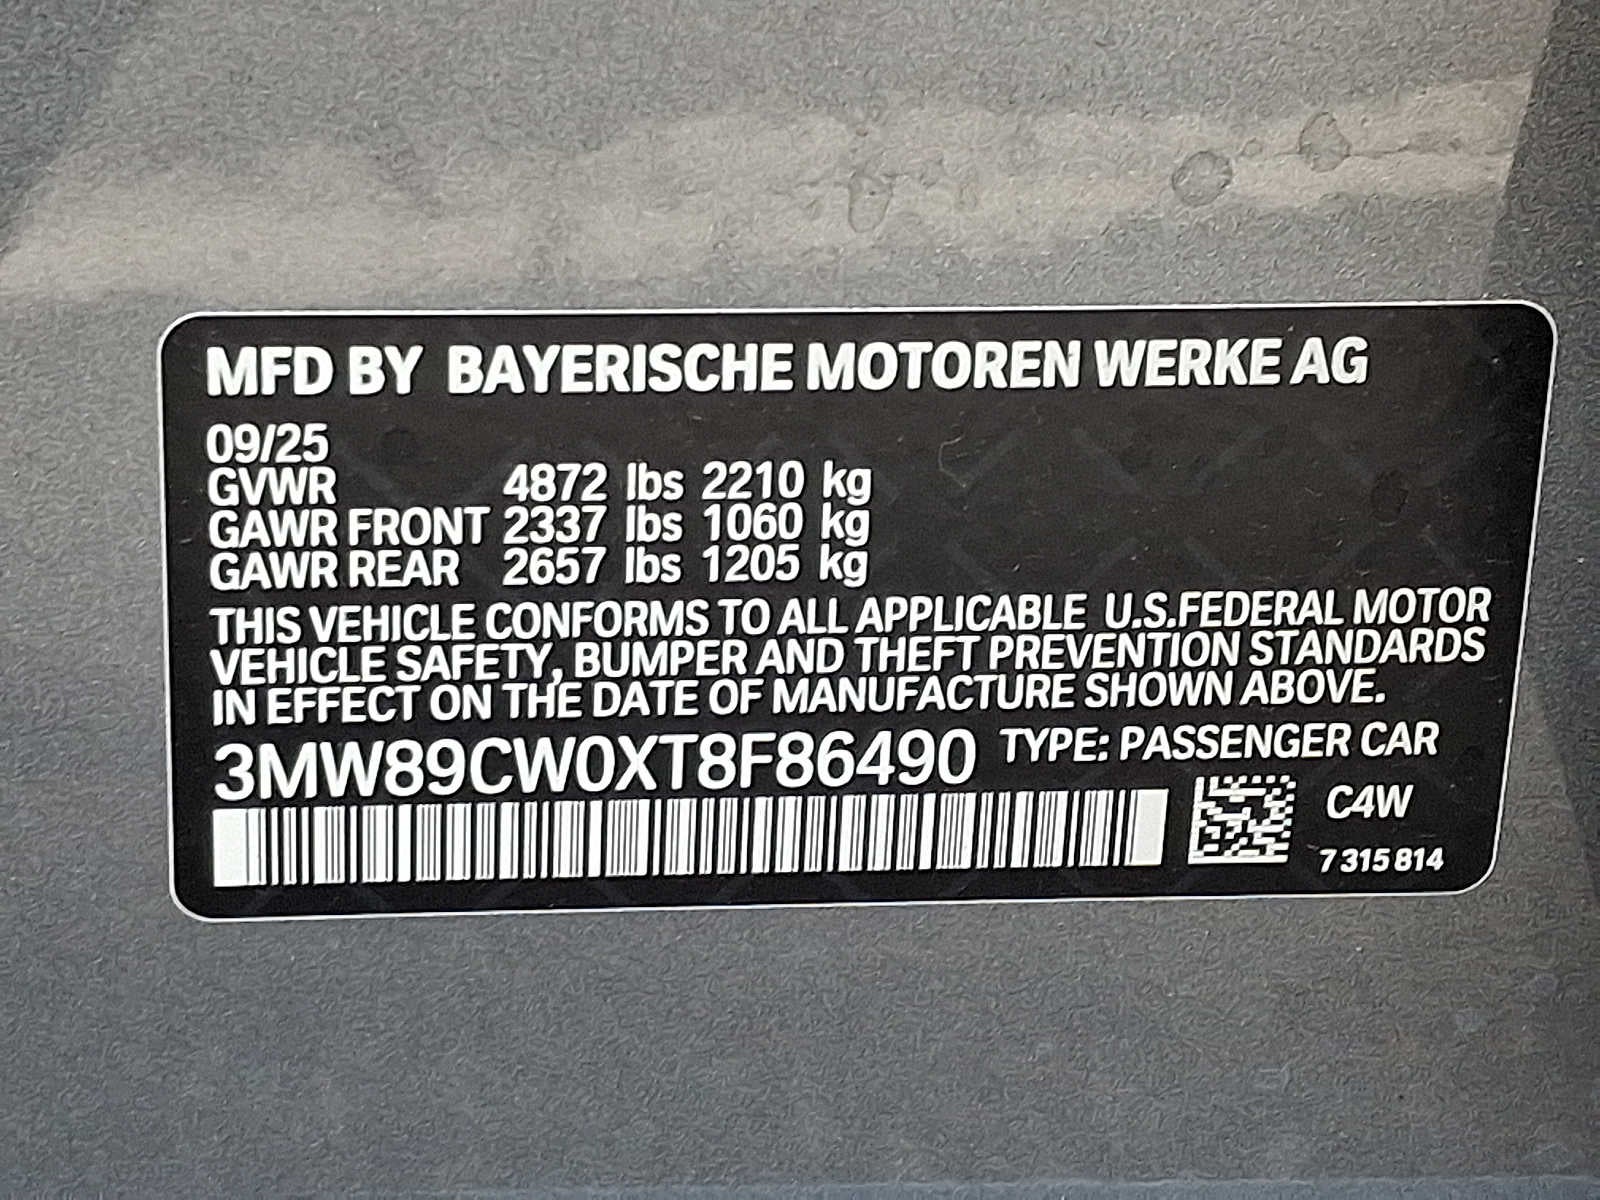 MFD BY BAYERISCHE MOTOREN WERKE AG
09/25
GVWR 4872 lbs 2210 kg
GAWR FRONT 2337 lbs 1060 kg
GAWR REAR 2657 lbs 1205 kg
THIS VEHICLE CONFORMS TO ALL APPLICABLE U.S.FEDERAL MOTOR
VEHICLE SAFETY, BUMPER AND THEFT PREVENTION STANDARDS
IN EFFECT ON THE DATE OF MANUFACTURE SHOWN ABOVE.
3MW89CW0XT8F86490 TYPE: PASSENGER CAR
C4W
7 315 814